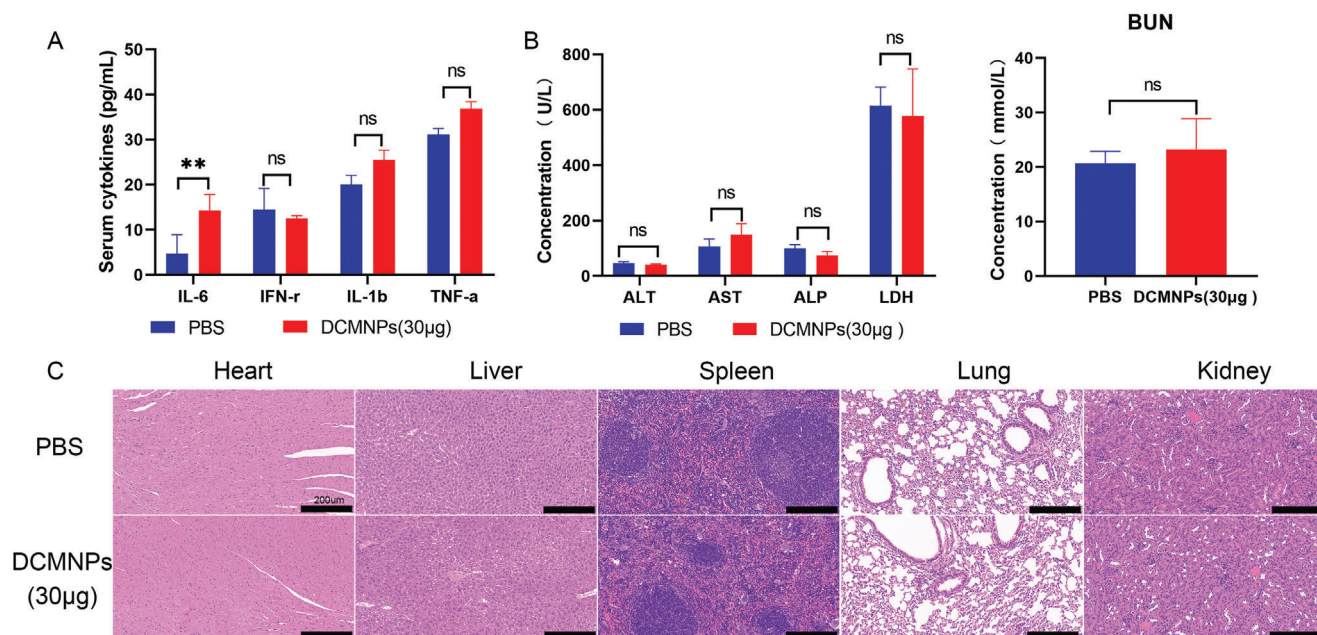 A
Serum cytokines (pg/mL)
50
40
30
20
10
0
**
ns
ns
ns
IL-6 IFN-r IL-1b TNF-a
PBS DCMNPs(30μg)
B
Concentration ( U/L)
800
600
400
200
0
ns
ns
ns
ns
ALT AST ALP LDH
PBS DCMNPs(30μg )
BUN
Concentration ( mmol/L)
40
30
20
10
0
ns
PBS DCMNPs(30μg )
C
Heart Liver Spleen Lung Kidney
PBS
200um
DCMNPs
(30μg)